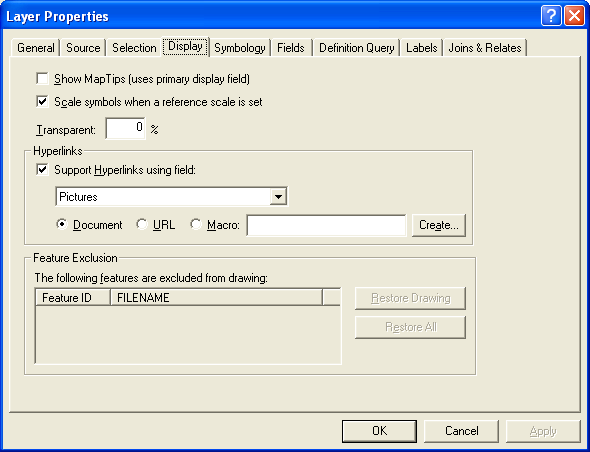 Layer Properties
General Source Selection Display Symbology Fields Definition Query Labels Joins & Relates
Show MapTips (uses primary display field)
Scale symbols when a reference scale is set
Transparent: 0 %
Hyperlinks
Support Hyperlinks using field:
Pictures
Document URL Macro: Create...
Feature Exclusion
The following features are excluded from drawing:
Feature ID FILENAME
Restore Drawing
Restore All
OK Cancel Apply